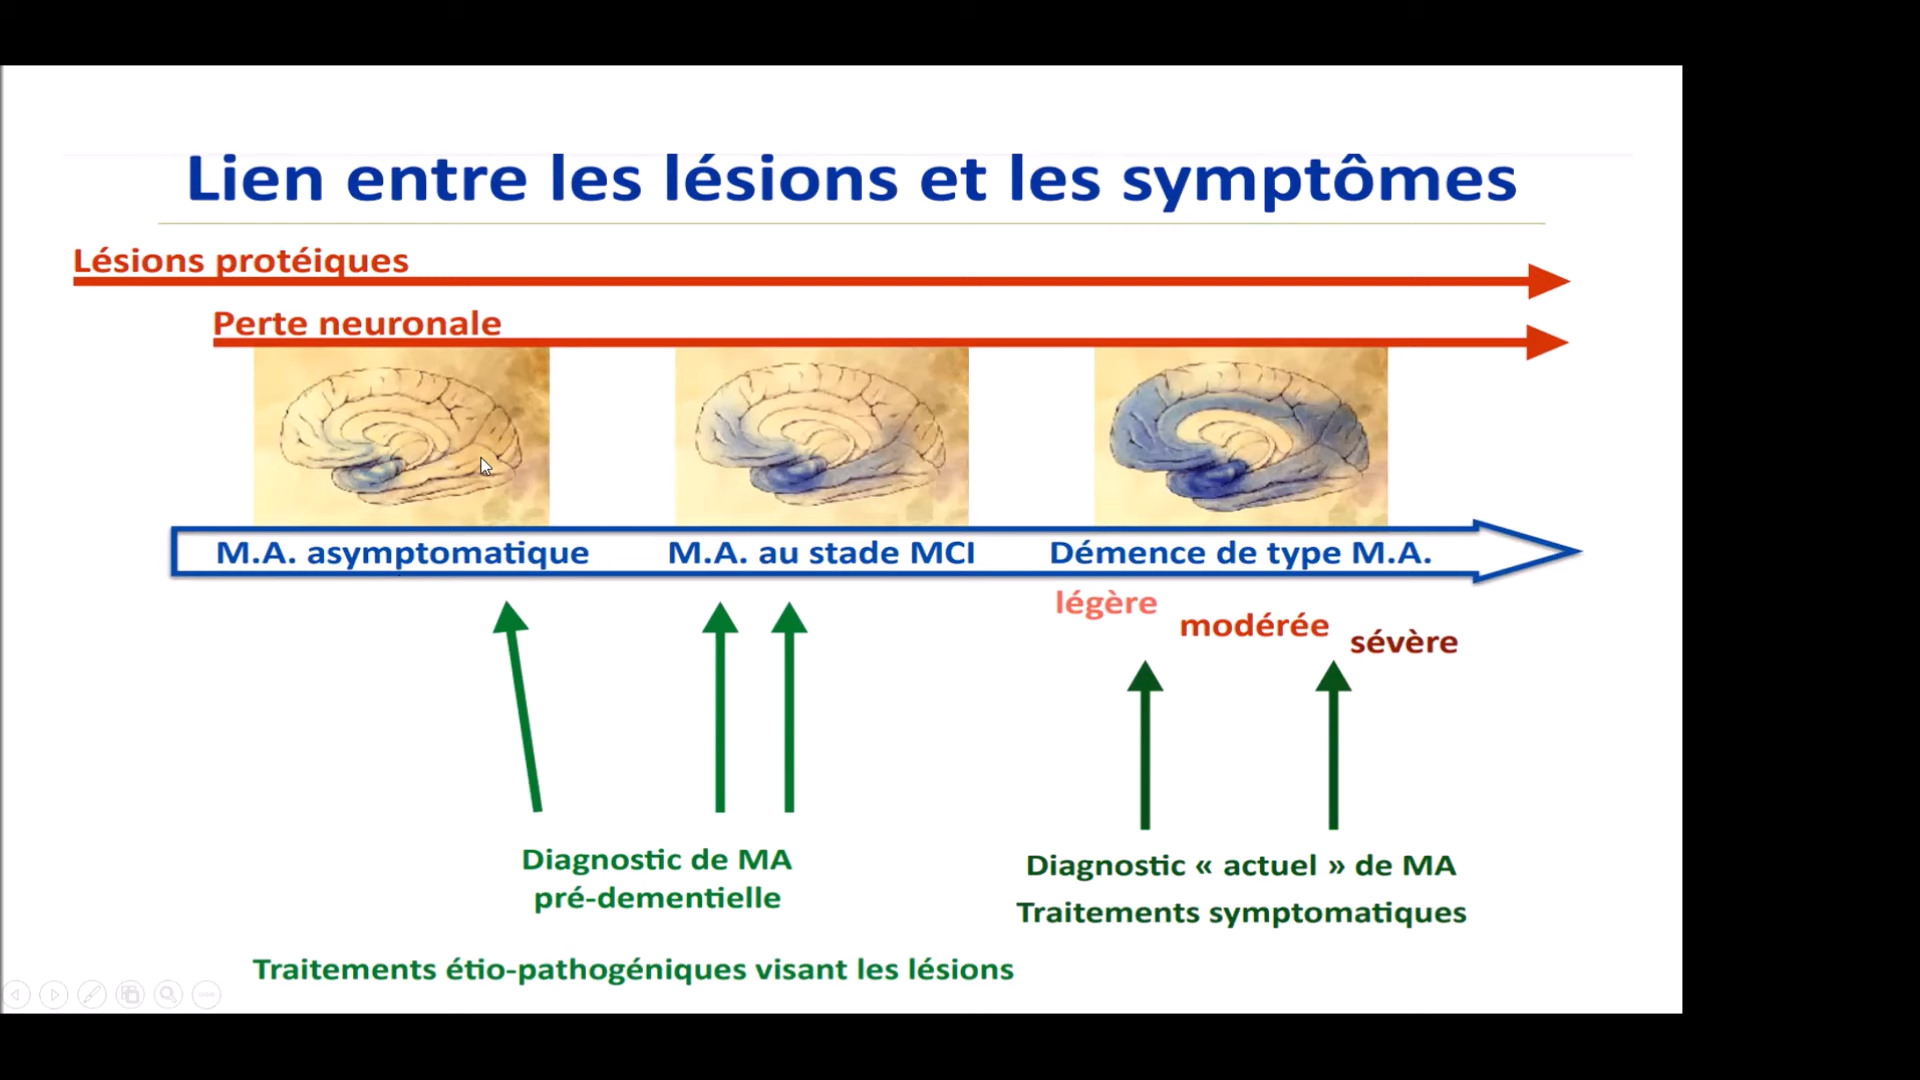 Lien entre les lésions et les symptômes
Lésions protéiques
Perte neuronale
M.A. asymptomatique
M.A. au stade MCI
Démence de type M.A.
légère
modérée
sévère
Diagnostic de MA
pré-dementielle
Diagnostic « actuel » de MA
Traitements symptomatiques
Traitements étio-pathogéniques visant les lésions